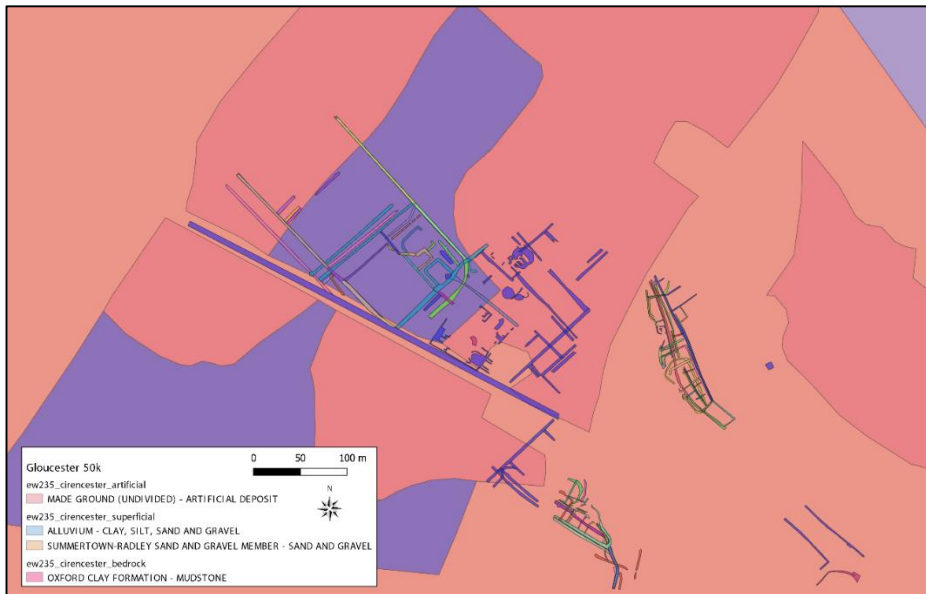 Gloucester 50k
0 50 100 m
N
ew235_cirencester_artificial
MADE GROUND (UNDIVIDED) - ARTIFICIAL DEPOSIT
ew235_cirencester_superficial
ALLUVIUM - CLAY, SILT, SAND AND GRAVEL
SUMMERTOWN-RADLEY SAND AND GRAVEL MEMBER - SAND AND GRAVEL
ew235_cirencester_bedrock
OXFORD CLAY FORMATION - MUDSTONE